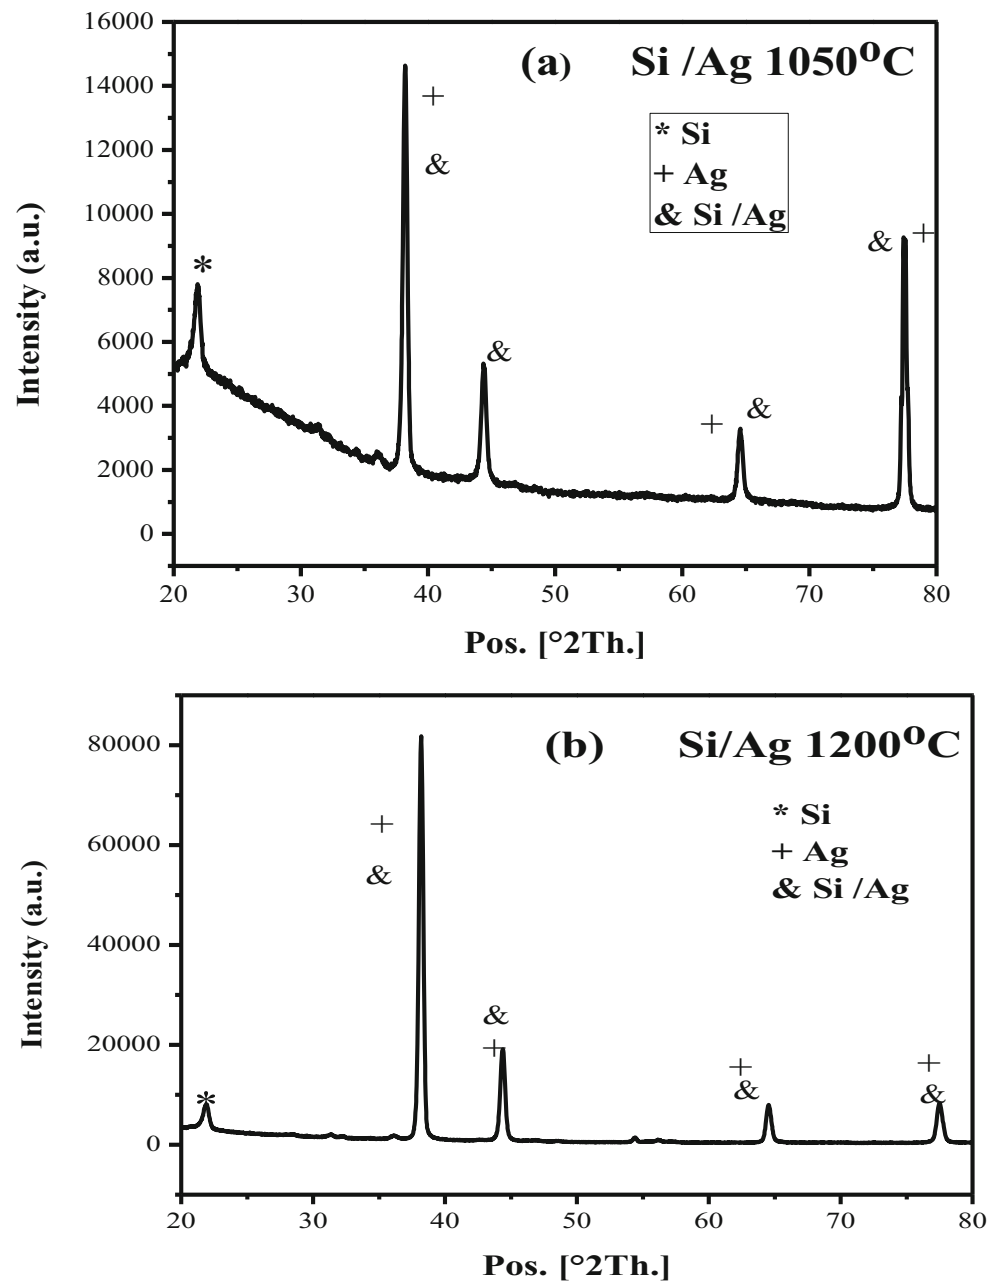 (a) Si /Ag 1050⁰C
* Si
+ Ag
& Si /Ag
+
&
*
&
+ &
& +
Intensity (a.u.)
16000
14000
12000
10000
8000
6000
4000
2000
0
20 30 40 50 60 70 80
Pos. [°2Th.]
(b) Si/Ag 1200⁰C
* Si
+ Ag
& Si /Ag
+
&
*
&
+
+
&
+
&
Intensity (a.u.)
80000
60000
40000
20000
0
20 30 40 50 60 70 80
Pos. [°2Th.]